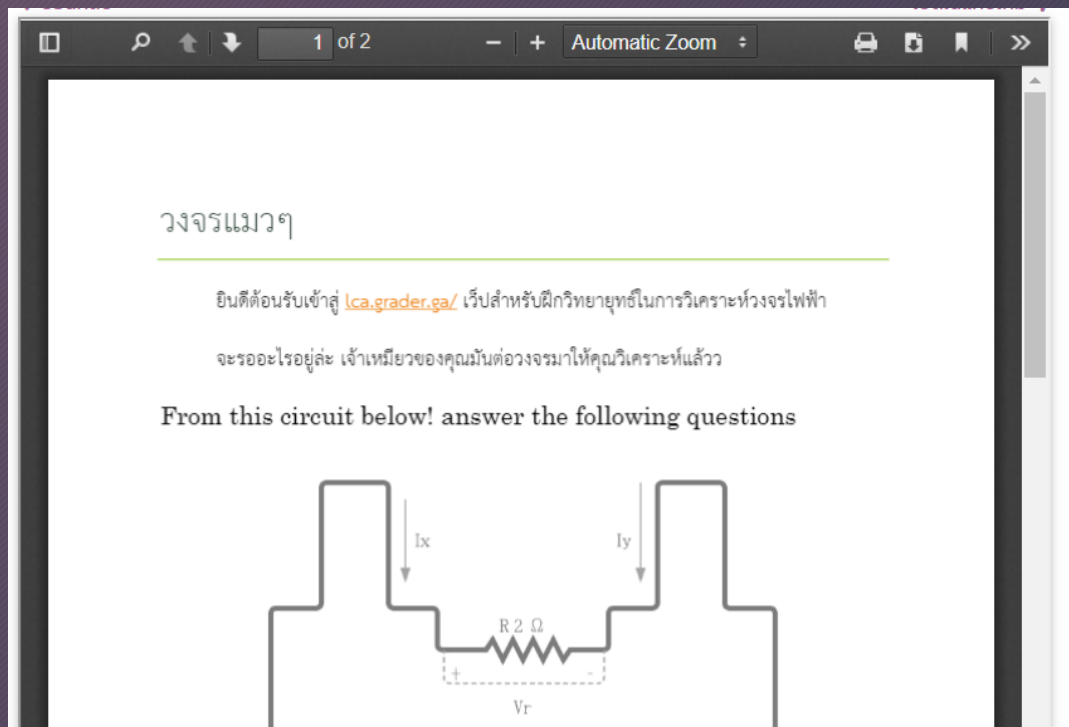 1 of 2
Automatic Zoom
วงจรแมวๆ
ยินดีต้อนรับเข้าสู่ lca.grader.ga/ เว็ปสำหรับฝึกวิทยายุทธ์ในการวิเคราะห์วงจรไฟฟ้า
จะรออะไรอยู่ล่ะ เจ้าเหมียวของคุณมันต่อวงจรมาให้คุณวิเคราะห์แล้วว
From this circuit below! answer the following questions
Ix
Iy
R 2 Ω
+ -
Vr